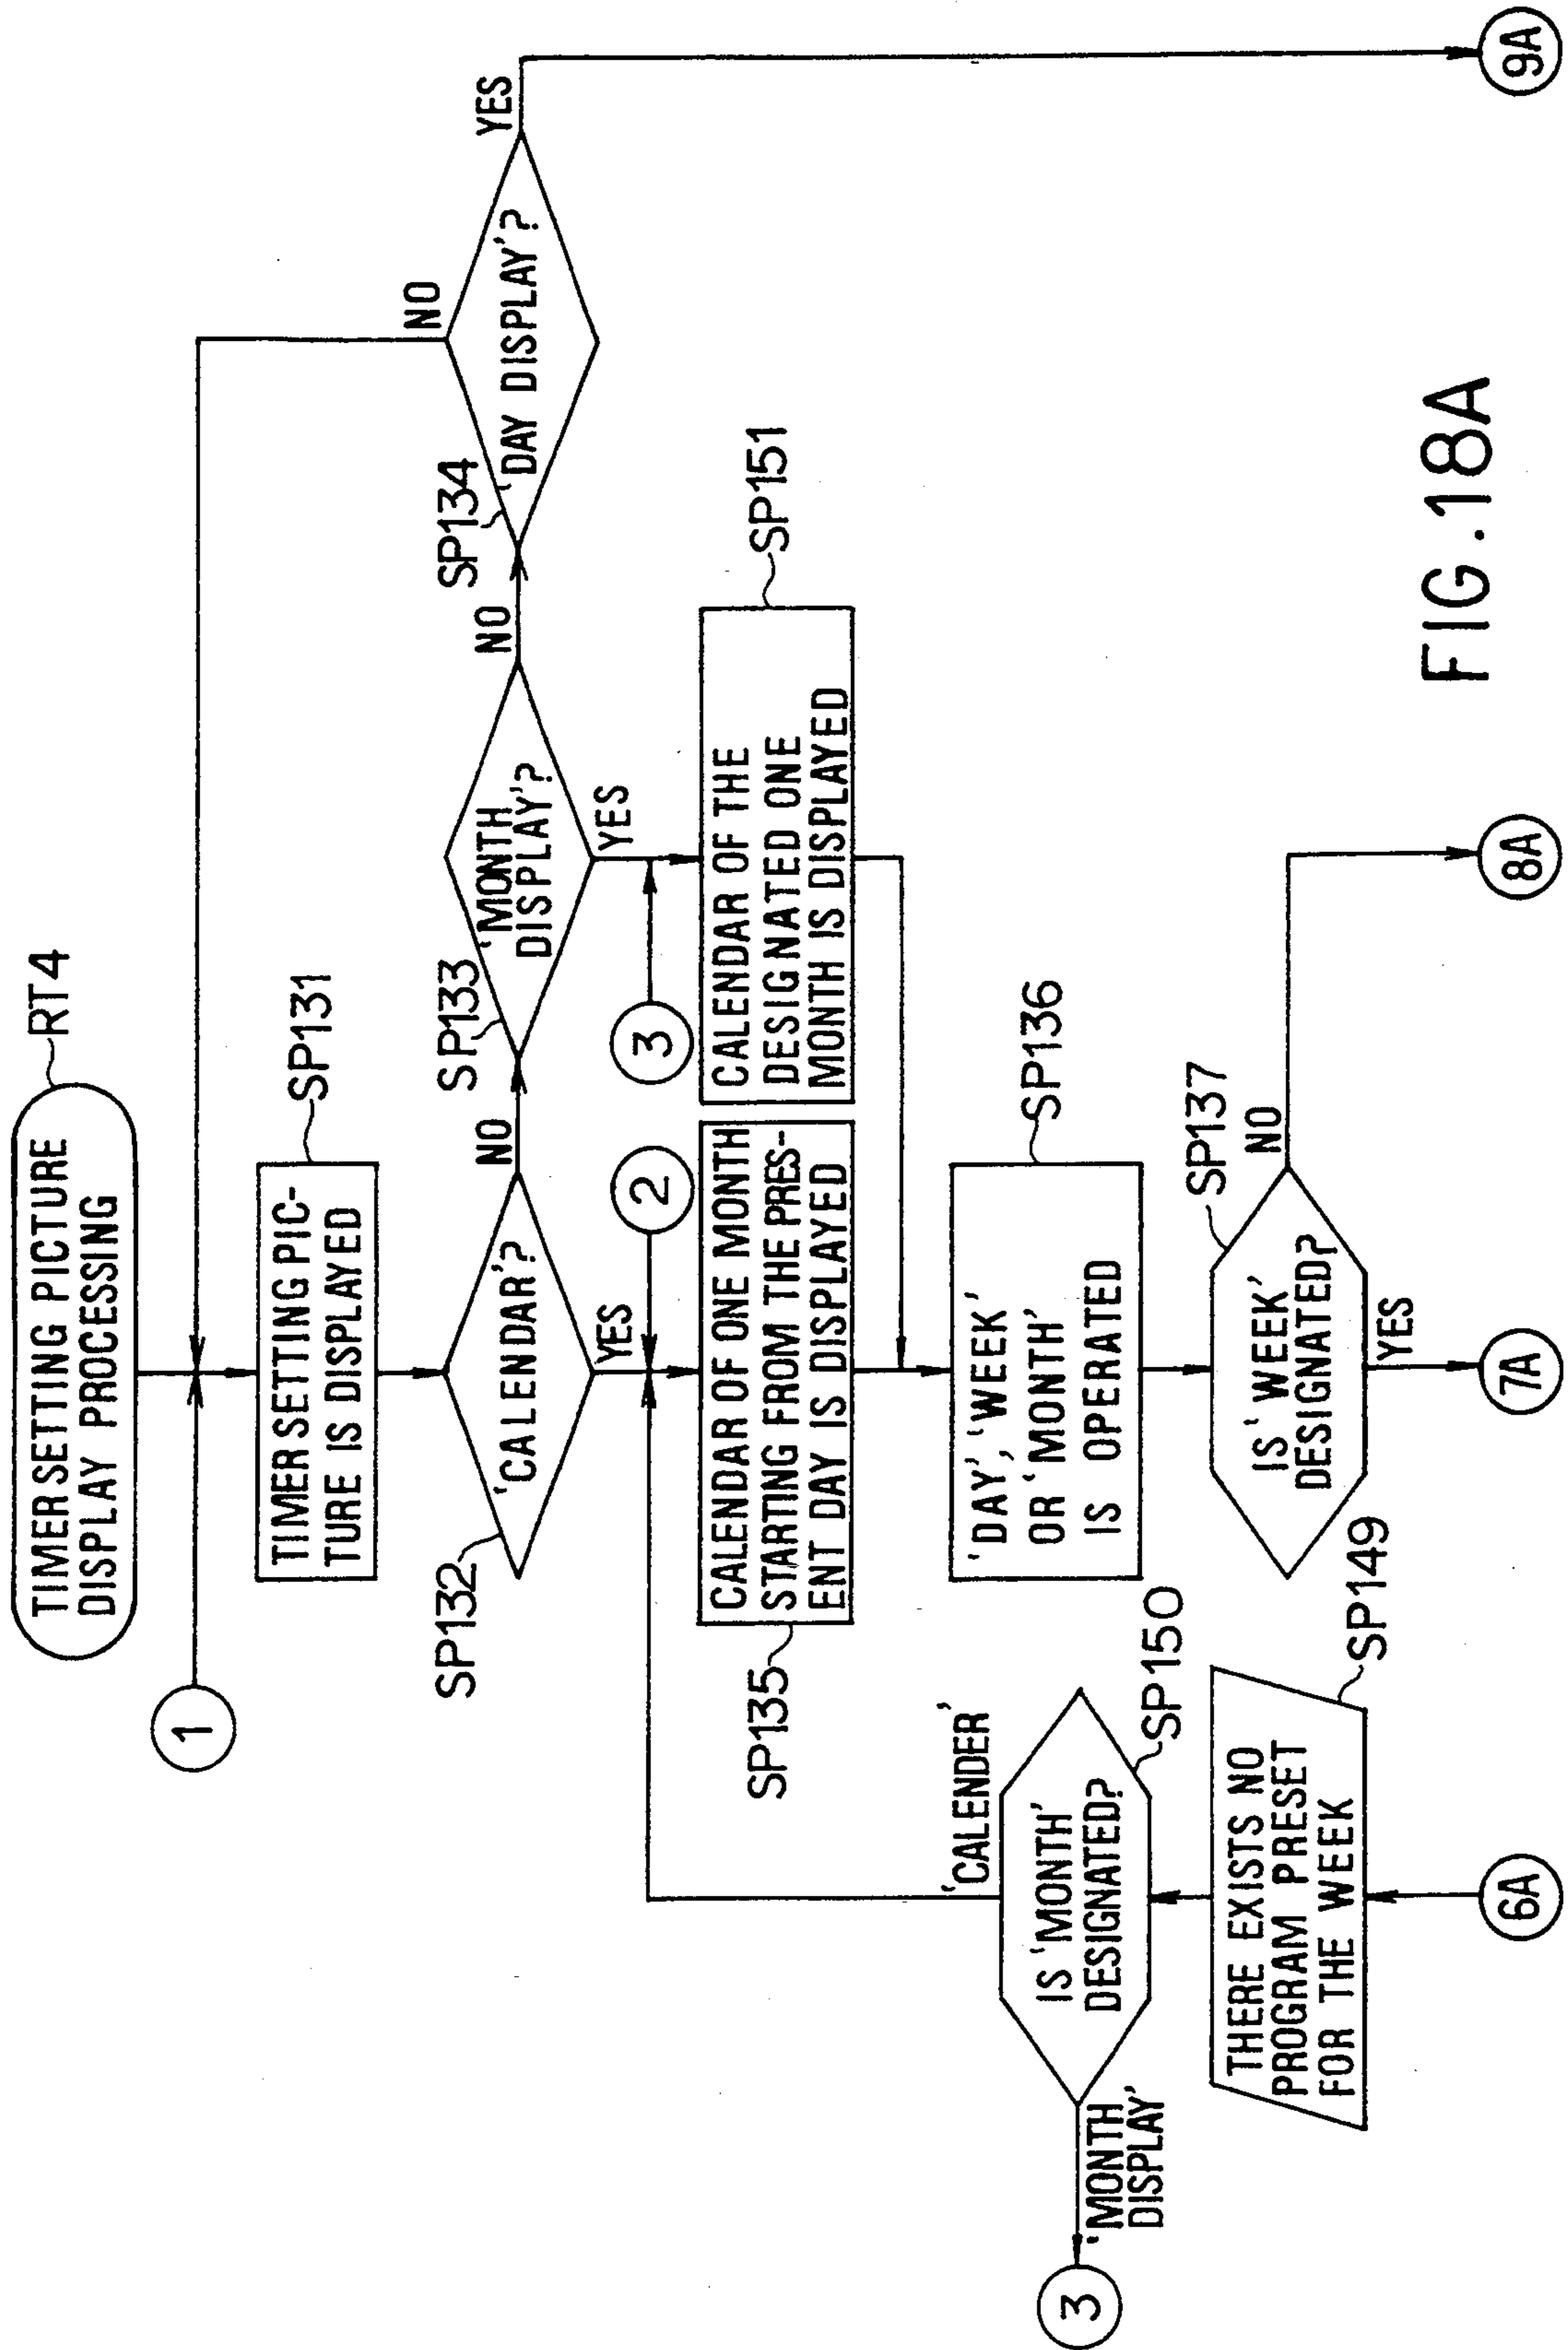 TIMER SETTING PICTURE
DISPLAY PROCESSING
RT4
1
TIMER SETTING PIC-
TURE IS DISPLAYED
SP131
SP132
'CALENDAR'?
NO
YES
SP133
'MONTH
DISPLAY'?
NO
YES
SP134
'DAY DISPLAY'?
NO
YES
2
3
SP135
CALENDAR OF ONE MONTH
STARTING FROM THE PRES-
ENT DAY IS DISPLAYED
CALENDAR OF THE
DESIGNATED ONE
MONTH IS DISPLAYED
SP151
'DAY', 'WEEK'
OR 'MONTH'
IS OPERATED
SP136
SP137
IS 'WEEK'
DESIGNATED?
NO
YES
'CALENDER'
IS 'MONTH'
DESIGNATED?
SP150
'MONTH
DISPLAY'
3
THERE EXISTS NO
PROGRAM PRESET
FOR THE WEEK
SP149
6A
7A
8A
9A
FIG. 18A